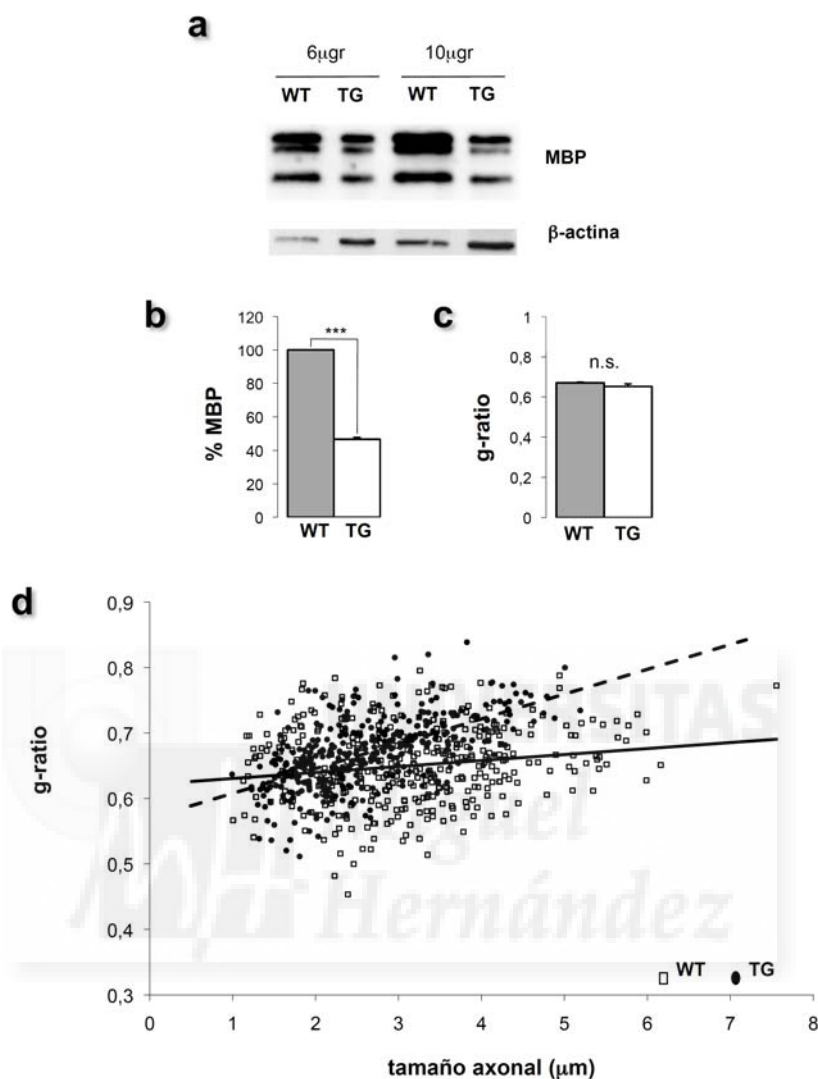 a
6µgr 10µgr
WT TG WT TG
MBP
β-actina
b
% MBP
120
100
80
60
40
20
0
***
WT TG
c
g-ratio
1
0,8
0,6
0,4
0,2
0
n.s.
WT TG
d
g-ratio
0,9
0,8
0,7
0,6
0,5
0,4
0,3
UNIVERSITAS
Miguel
Hernández
WT TG
0 1 2 3 4 5 6 7 8
tamaño axonal (µm)